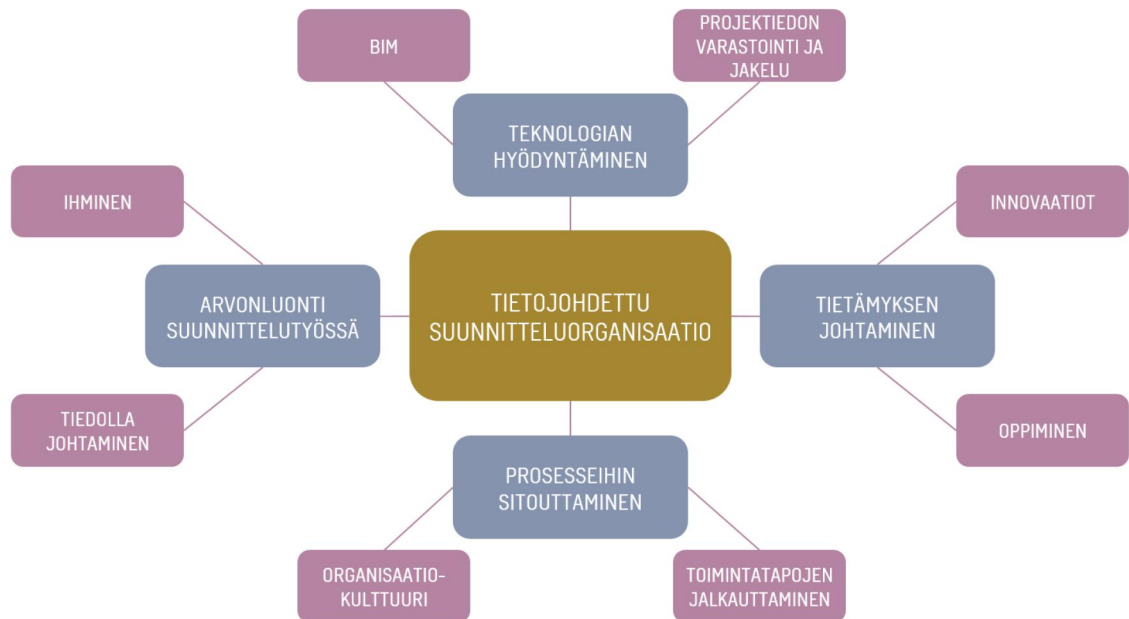 BIM
PROJEKTIEDON
VARASTOINTI JA
JAKELU
TEKNOLOGIAN
HYÖDYNTÄMINEN
IHMINEN
INNOVAATIOT
ARVONLUONTI
SUUNNITTELUTYÖSSÄ
TIETOJOHDETTU
SUUNNITTELUORGANISAATIO
TIETÄMYKSEN
JOHTAMINEN
TIEDOLLA
JOHTAMINEN
OPPIMINEN
PROSESSEIHIN
SITOUTTAMINEN
ORGANISAATIO-
KULTTUURI
TOIMINTATAPOJEN
JALKAUTTAMINEN